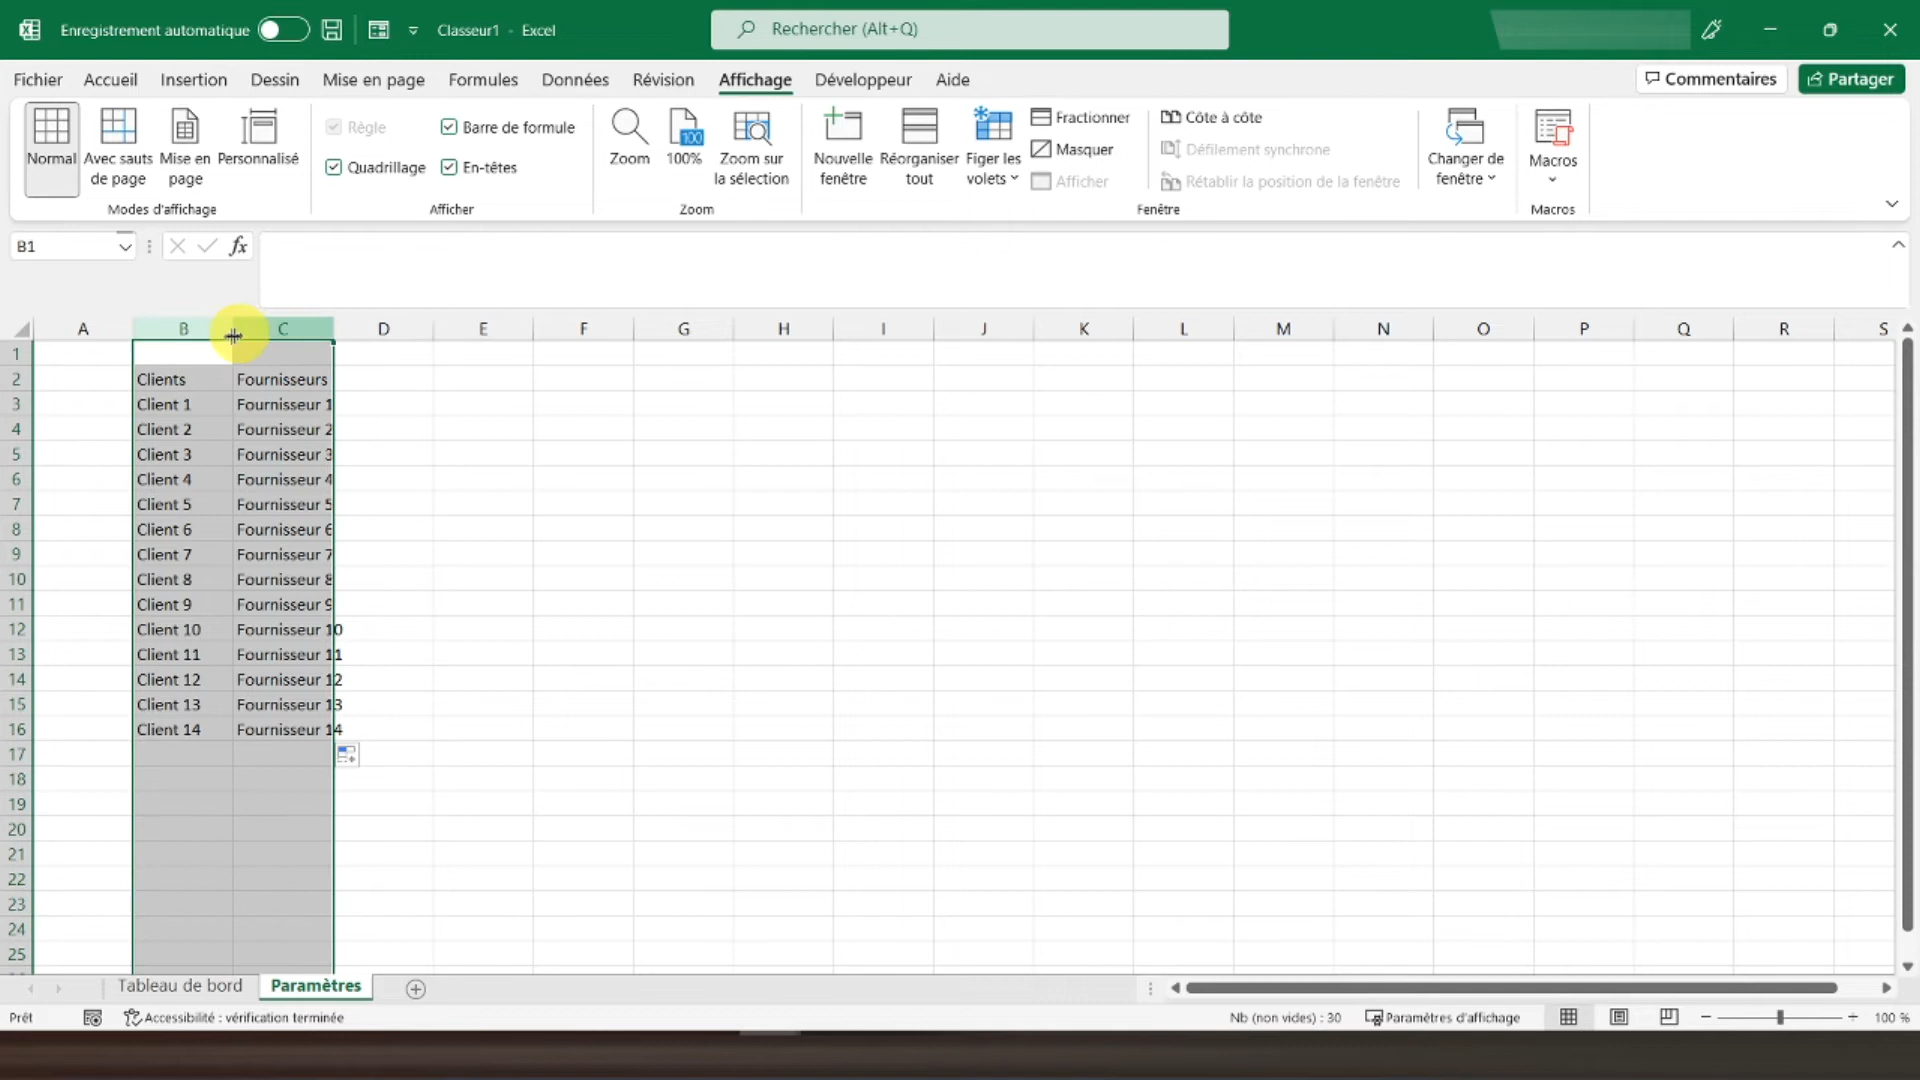 Enregistrement automatique Classeur1 - Excel Rechercher (Alt+Q)
Fichier Accueil Insertion Dessin Mise en page Formules Données Révision Affichage Développeur Aide Commentaires Partager
Normal Avec sauts de page Mise en page Personnalisé
Modes d'affichage
Règle Barre de formule
Quadrillage En-têtes
Afficher
Zoom 100% Zoom sur la sélection
Zoom
Nouvelle fenêtre Réorganiser tout Figer les volets
Fractionner
Masquer
Afficher
Côte à côte
Défilement synchrone
Rétablir la position de la fenêtre
Changer de fenêtre
Fenêtre
Macros
Macros
B1 fx
A B C D E F G H I J K L M N O P Q R S
1
2 Clients Fournisseurs
3 Client 1 Fournisseur 1
4 Client 2 Fournisseur 2
5 Client 3 Fournisseur 3
6 Client 4 Fournisseur 4
7 Client 5 Fournisseur 5
8 Client 6 Fournisseur 6
9 Client 7 Fournisseur 7
10 Client 8 Fournisseur 8
11 Client 9 Fournisseur 9
12 Client 10 Fournisseur 10
13 Client 11 Fournisseur 11
14 Client 12 Fournisseur 12
15 Client 13 Fournisseur 13
16 Client 14 Fournisseur 14
17
18
19
20
21
22
23
24
25
Tableau de bord Paramètres
Prêt Accessibilité : vérification terminée Nb (non vides) : 30 Paramètres d'affichage 100 %